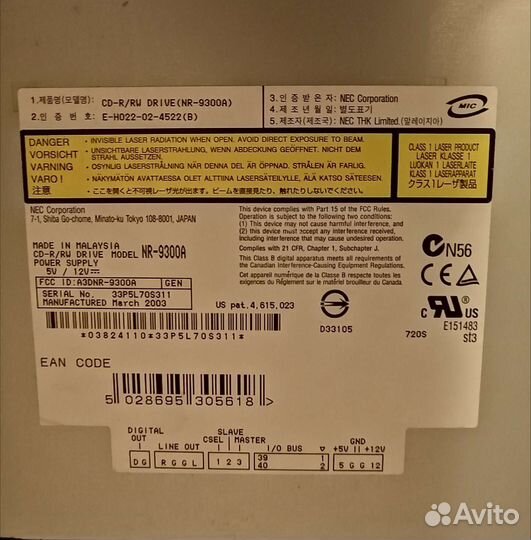 1.제품명(모델명): CD-R/RW DRIVE(NR-9300A)
2.인 증 번 호: E-H022-02-4522(B)
3.인 증 받 은 자: NEC Corporation
4.제 조 년 월 일: 별도표기
5.제조자(제조국): NEC THK Limited.(말레이지아)
MIC
DANGER • INVISIBLE LASER RADIATION WHEN OPEN. AVOID DIRECT EXPOSURE TO BEAM.
VORSICHT • UNSICHTBARE LASERSTRAHLUNG, WENN ABDECKUNG GEÖFFNET. NICHT DEM STRAHL AUSSETZEN.
WARNING • OSYNLIG LASERSTRÅLNING NÄR DENNA DEL ÄR ÖPPNAD. STRÅLEN ÄR FARLIG.
VARO! • NÄKYMÄTÖN AVATTAESSA OLET ALTTIINA LASERSÄTEILYLLE. ÄLÄ KATSO SÄTEESEEN.
注意 • ここを開くと不可視レーザ光が出ます。ビームを直接見たり、触れたりしないでください。
CLASS 1 LASER PRODUCT
LASER KLASSE 1
LUOKAN 1 LASERLAITE
KLASS 1 LASERAPPARAT
クラス1レーザ製品
NEC Corporation
7-1, Shiba Go-chome, Minato-ku Tokyo 108-8001, JAPAN
MADE IN MALAYSIA
CD-R/RW DRIVE MODEL NR-9300A
POWER SUPPLY
5V / 12V
FCC ID:A3DNR-9300A GEN
SERIAL No. 33P5L70S311
MANUFACTURED March 2003
This device complies with Part 15 of the FCC Rules.
Operation is subject to the following two conditions:
(1) This device may not cause harmful interference, and
(2) this device must accept any interference received,
including interference that may cause undesired operation.
This Class B digital apparatus meets all requirements of the
Canadian Interference-Causing Equipment Regulations.
Cet appareil numérique de la classe B respecte toutes les
exigences du Réglement sur le matériel brouilleur du Canada.
Complies with 21 CFR, Chapter 1, Subchapter J.
N56
CE
US pat.4,615,023
D33105
720S
c UR US
E151483
st3
*03824110*33P5L70S311*
EAN CODE
5 028695 305618 >
DIGITAL OUT
LINE OUT
SLAVE
CSEL MASTER
I/O BUS
GND
+5V +12V
D G
R G G L
1 2 3
39 1
40 2
5 G G 12
Avito